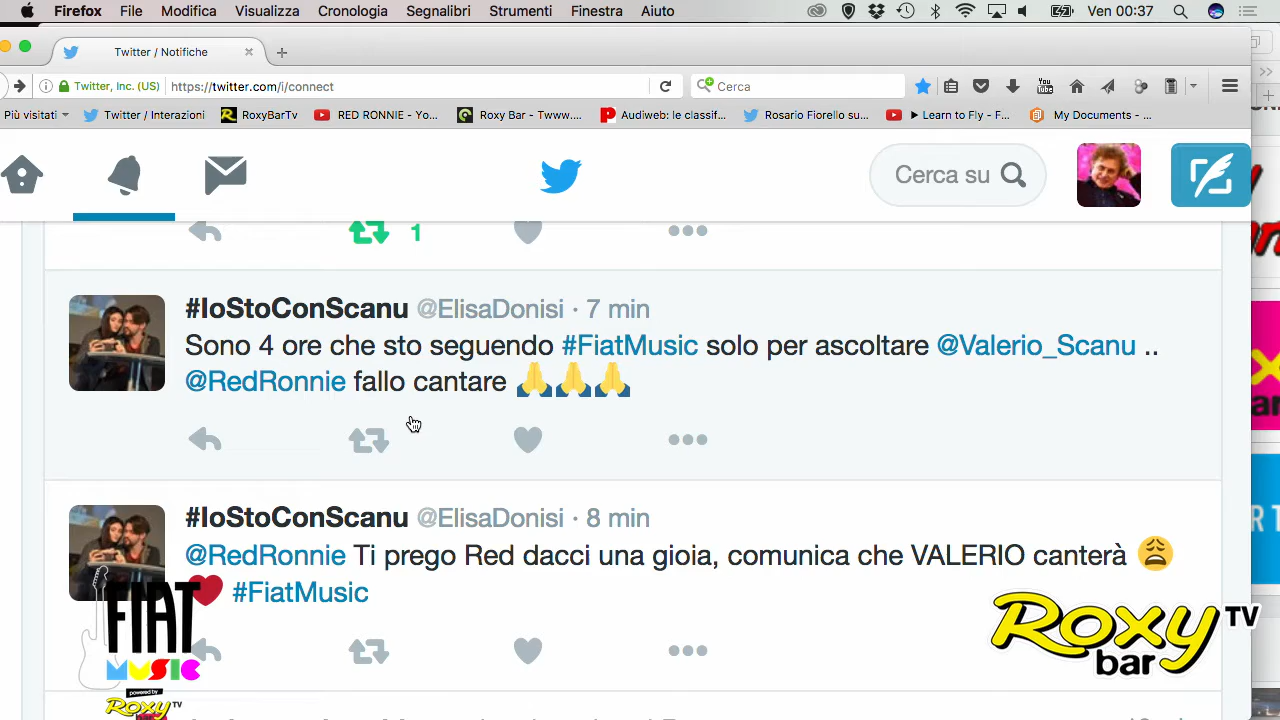 Firefox File Modifica Visualizza Cronologia Segnalibri Strumenti Finestra Aiuto Ven 00:37
Twitter / Notifiche
Twitter, Inc. (US) https://twitter.com/i/connect Cerca
Più visitati Twitter / Interazioni RoxyBarTv RED RONNIE - Yo... Roxy Bar - Twww.... Audiweb: le classif... Rosario Fiorello su... ▶ Learn to Fly - F... My Documents - ...
Cerca su
1
#IoStoConScanu @ElisaDonisi · 7 min
Sono 4 ore che sto seguendo #FiatMusic solo per ascoltare @Valerio_Scanu ..
@RedRonnie fallo cantare 🙏🙏🙏
#IoStoConScanu @ElisaDonisi · 8 min
@RedRonnie Ti prego Red dacci una gioia, comunica che VALERIO canterà 😩
❤ #FiatMusic
FIAT
MUSIC
powered by
Roxy TV
Roxy TV
bar